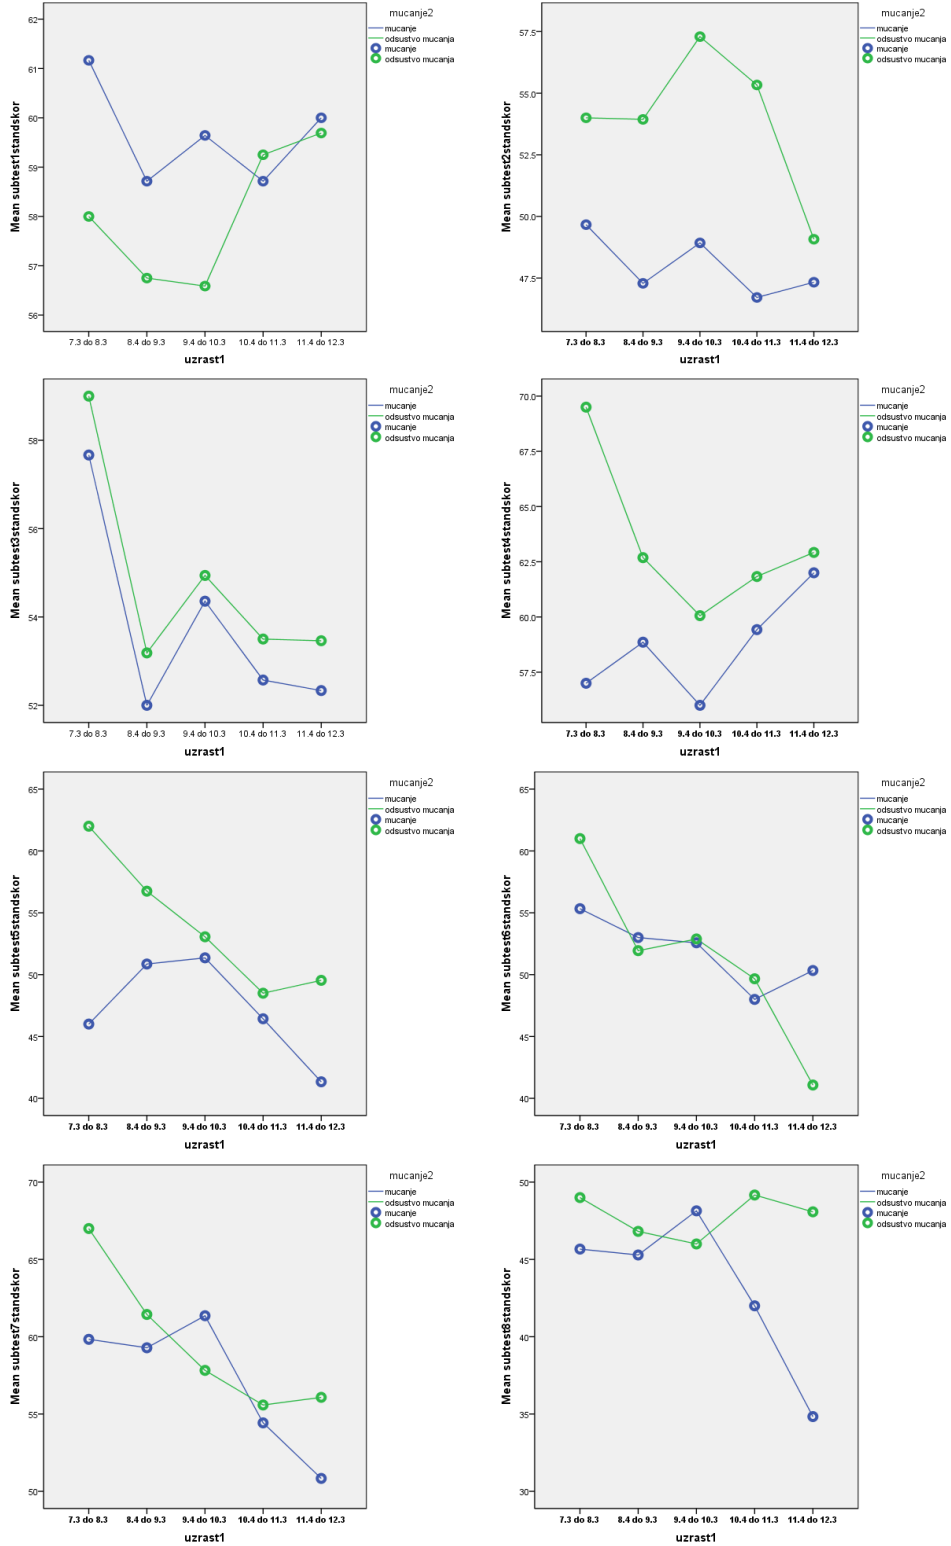 mucanje2
mucanje
odsustvo mucanja
mucanje
odsustvo mucanja
Mean subtest1standskor
62
61
60
59
58
57
56
7.3 do 8.3 8.4 do 9.3 9.4 do 10.3 10.4 do 11.3 11.4 do 12.3
uzrast1
mucanje2
mucanje
odsustvo mucanja
mucanje
odsustvo mucanja
Mean subtest2standskor
57.5
55.0
52.5
50.0
47.5
7.3 do 8.3 8.4 do 9.3 9.4 do 10.3 10.4 do 11.3 11.4 do 12.3
uzrast1
mucanje2
mucanje
odsustvo mucanja
mucanje
odsustvo mucanja
Mean subtest3standskor
58
56
54
52
7.3 do 8.3 8.4 do 9.3 9.4 do 10.3 10.4 do 11.3 11.4 do 12.3
uzrast1
mucanje2
mucanje
odsustvo mucanja
mucanje
odsustvo mucanja
Mean subtest4standskor
70.0
67.5
65.0
62.5
60.0
57.5
7.3 do 8.3 8.4 do 9.3 9.4 do 10.3 10.4 do 11.3 11.4 do 12.3
uzrast1
mucanje2
mucanje
odsustvo mucanja
mucanje
odsustvo mucanja
Mean subtest5standskor
65
60
55
50
45
40
7.3 do 8.3 8.4 do 9.3 9.4 do 10.3 10.4 do 11.3 11.4 do 12.3
uzrast1
mucanje2
mucanje
odsustvo mucanja
mucanje
odsustvo mucanja
Mean subtest6standskor
65
60
55
50
45
40
7.3 do 8.3 8.4 do 9.3 9.4 do 10.3 10.4 do 11.3 11.4 do 12.3
uzrast1
mucanje2
mucanje
odsustvo mucanja
mucanje
odsustvo mucanja
Mean subtest7standskor
70
65
60
55
50
7.3 do 8.3 8.4 do 9.3 9.4 do 10.3 10.4 do 11.3 11.4 do 12.3
uzrast1
mucanje2
mucanje
odsustvo mucanja
mucanje
odsustvo mucanja
Mean subtest8standskor
50
45
40
35
30
7.3 do 8.3 8.4 do 9.3 9.4 do 10.3 10.4 do 11.3 11.4 do 12.3
uzrast1